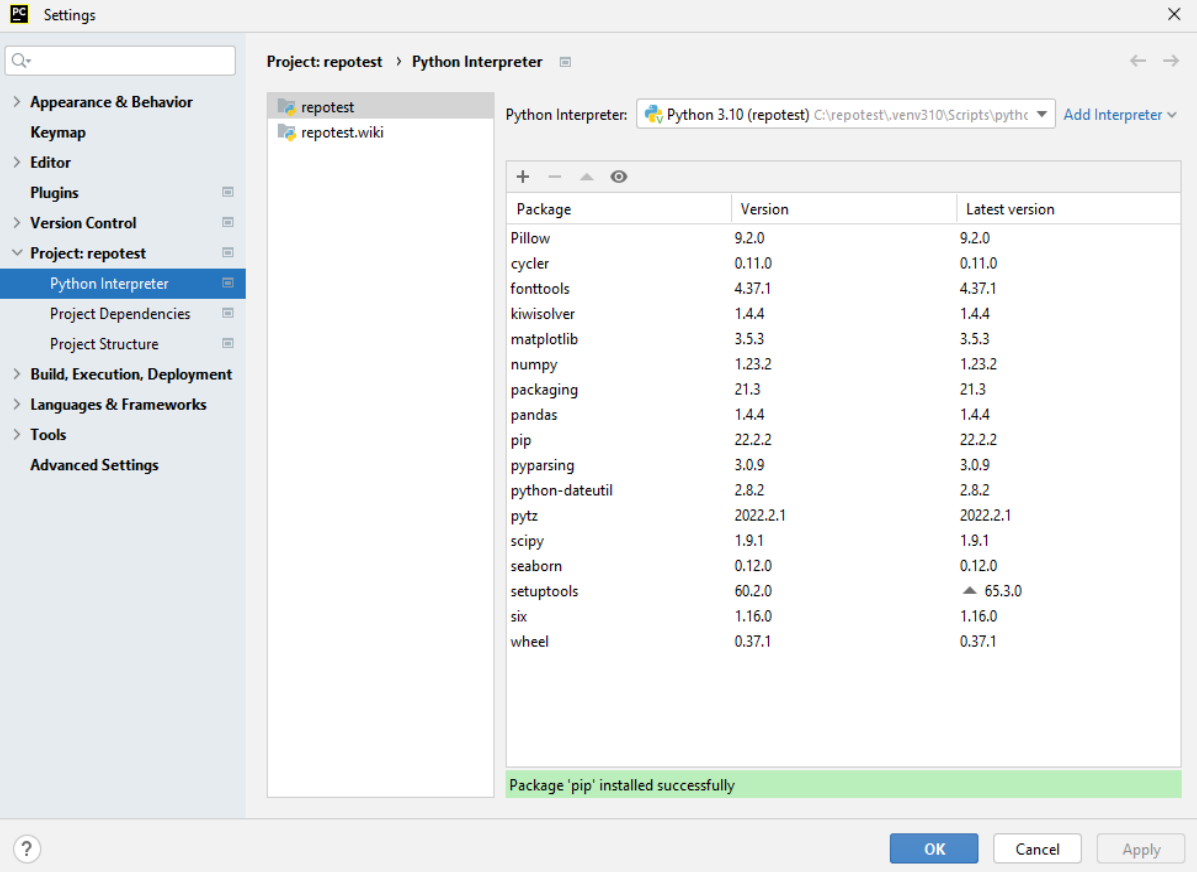 PC Settings
Appearance & Behavior
Keymap
Editor
Plugins
Version Control
Project: repotest
Python Interpreter
Project Dependencies
Project Structure
Build, Execution, Deployment
Languages & Frameworks
Tools
Advanced Settings
Project: repotest › Python Interpreter
repotest
repotest.wiki
Python Interpreter: Python 3.10 (repotest) C:\repotest\.venv310\Scripts\pythc Add Interpreter
Package Version Latest version
Pillow 9.2.0 9.2.0
cycler 0.11.0 0.11.0
fonttools 4.37.1 4.37.1
kiwisolver 1.4.4 1.4.4
matplotlib 3.5.3 3.5.3
numpy 1.23.2 1.23.2
packaging 21.3 21.3
pandas 1.4.4 1.4.4
pip 22.2.2 22.2.2
pyparsing 3.0.9 3.0.9
python-dateutil 2.8.2 2.8.2
pytz 2022.2.1 2022.2.1
scipy 1.9.1 1.9.1
seaborn 0.12.0 0.12.0
setuptools 60.2.0 65.3.0
six 1.16.0 1.16.0
wheel 0.37.1 0.37.1
Package 'pip' installed successfully
? OK Cancel Apply